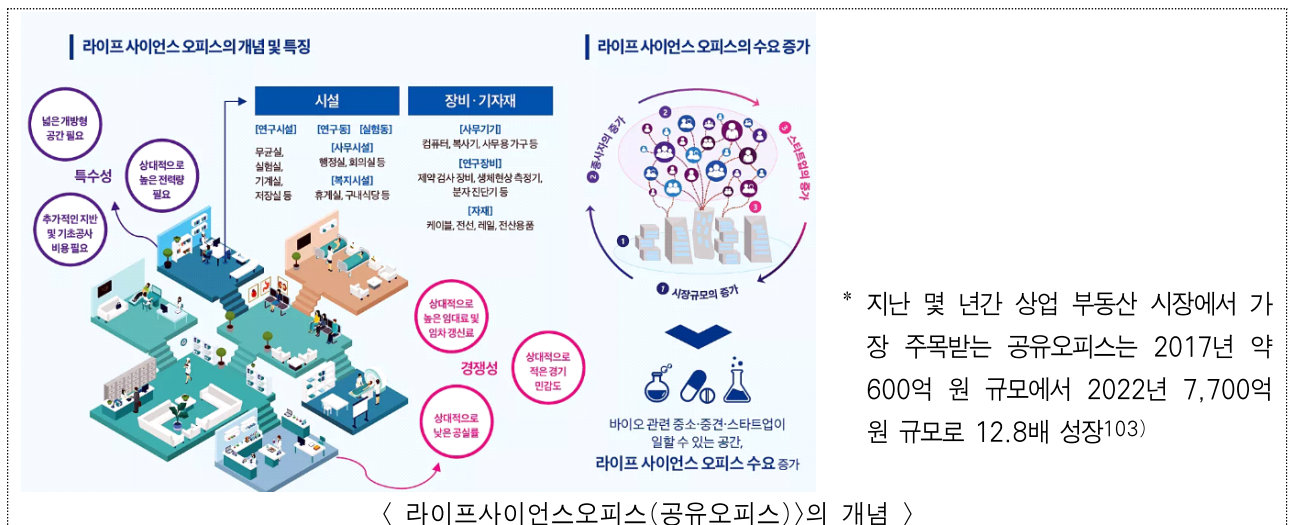 라이프 사이언스 오피스의 개념 및 특징
넓은 개방형
공간 필요
특수성
상대적으로
높은 전력량
필요
추가적인 지반
및 기초공사
비용 필요
시설
[연구시설]
무균실,
실험실,
기계실,
저장실 등
[연구동] [실험동]
[사무시설]
행정실, 회의실 등
[복지시설]
휴게실, 구내식당 등
장비·기자재
[사무기기]
컴퓨터, 복사기, 사무용 가구 등
[연구장비]
제약 검사 장비, 생체현상 측정기,
분자 진단기 등
[자재]
케이블, 전선, 레일, 전산용품
상대적으로
높은 임대료 및
임차 갱신료
경쟁성
상대적으로
적은 경기
민감도
상대적으로
낮은 공실률
라이프 사이언스 오피스의 수요 증가
2 종사자의 증가
2
3 스타트업의 증가
3
1
1 시장규모의 증가
바이오 관련 중소·중견·스타트업이
일할 수 있는 공간,
라이프 사이언스 오피스 수요 증가
* 지난 몇 년간 상업 부동산 시장에서 가
장 주목받는 공유오피스는 2017년 약
600억 원 규모에서 2022년 7,700억
원 규모로 12.8배 성장103)
〈 라이프사이언스오피스(공유오피스)〉의 개념 〉